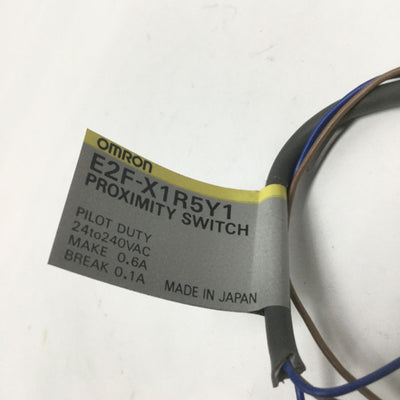 OMRON
E2F-X1R5Y1
PROXIMITY SWITCH
PILOT DUTY
24to240VAC
MAKE 0.6A
BREAK 0.1A
MADE IN JAPAN